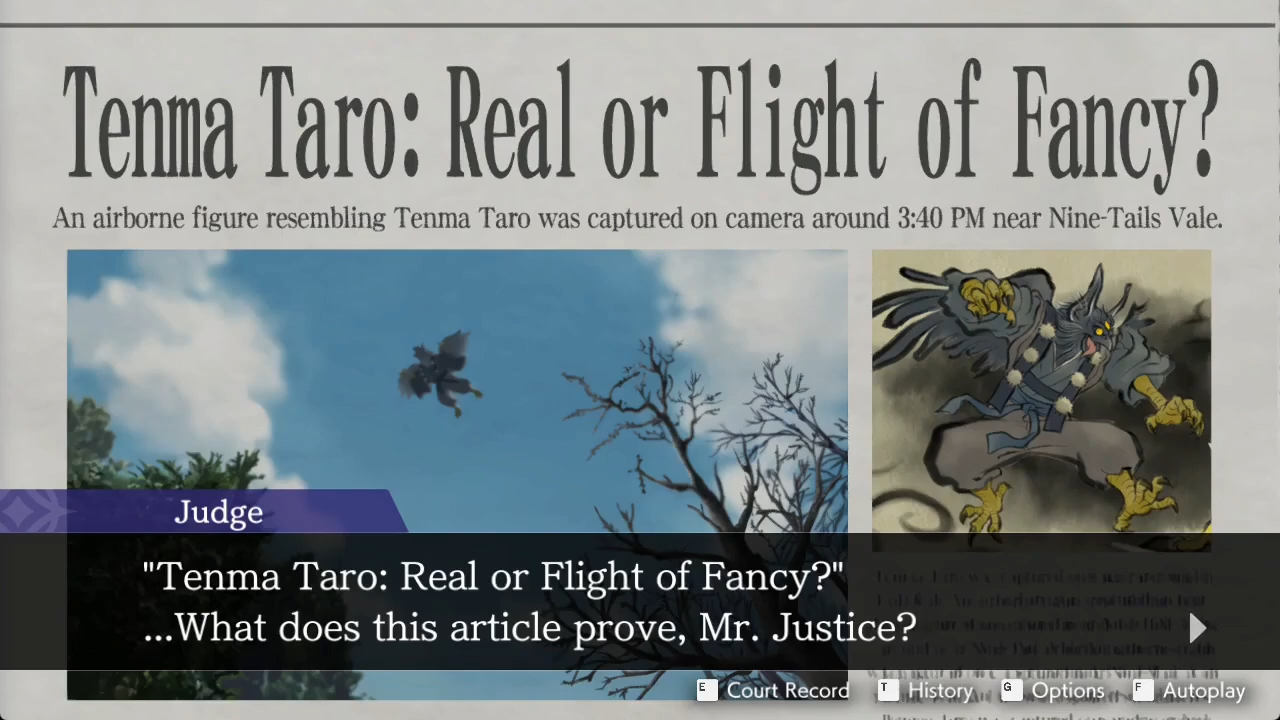 Tenma Taro: Real or Flight of Fancy?
An airborne figure resembling Tenma Taro was captured on camera around 3:40 PM near Nine-Tails Vale.
Judge
"Tenma Taro: Real or Flight of Fancy?"
...What does this article prove, Mr. Justice?
E Court Record T History G Options F Autoplay